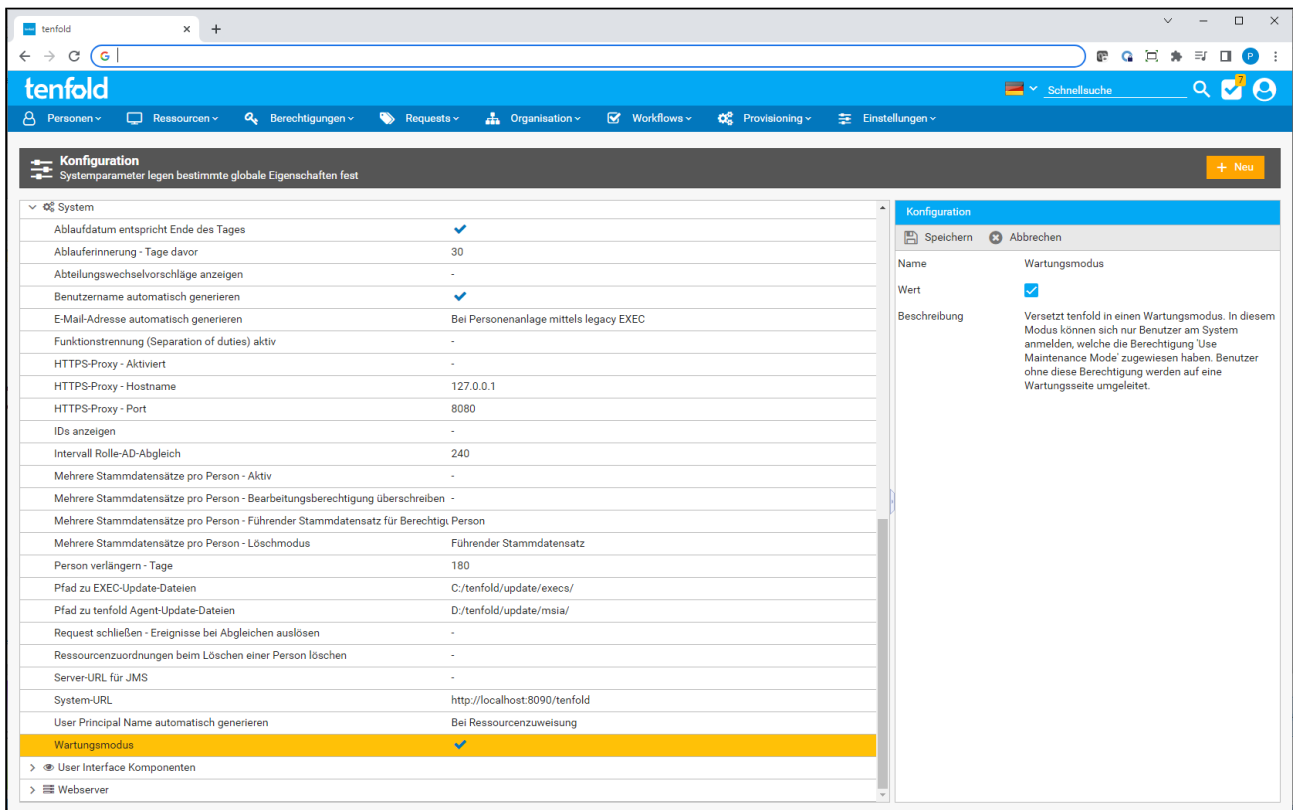 tenfold
G
P
tenfold
Schnellsuche
7
Personen
Ressourcen
Berechtigungen
Requests
Organisation
Workflows
Provisioning
Einstellungen
Konfiguration
Systemparameter legen bestimmte globale Eigenschaften fest
+ Neu
System
Ablaufdatum entspricht Ende des Tages
Ablauferinnerung - Tage davor 30
Abteilungswechselvorschläge anzeigen -
Benutzername automatisch generieren
E-Mail-Adresse automatisch generieren Bei Personenanlage mittels legacy EXEC
Funktionstrennung (Separation of duties) aktiv -
HTTPS-Proxy - Aktiviert -
HTTPS-Proxy - Hostname 127.0.0.1
HTTPS-Proxy - Port 8080
IDs anzeigen -
Intervall Rolle-AD-Abgleich 240
Mehrere Stammdatensätze pro Person - Aktiv -
Mehrere Stammdatensätze pro Person - Bearbeitungsberechtigung überschreiben -
Mehrere Stammdatensätze pro Person - Führender Stammdatensatz für Berechtigu Person
Mehrere Stammdatensätze pro Person - Löschmodus Führender Stammdatensatz
Person verlängern - Tage 180
Pfad zu EXEC-Update-Dateien C:/tenfold/update/execs/
Pfad zu tenfold Agent-Update-Dateien D:/tenfold/update/msia/
Request schließen - Ereignisse bei Abgleichen auslösen -
Ressourcenzuordnungen beim Löschen einer Person löschen -
Server-URL für JMS -
System-URL http://localhost:8090/tenfold
User Principal Name automatisch generieren Bei Ressourcenzuweisung
Wartungsmodus
User Interface Komponenten
Webserver
Konfiguration
Speichern Abbrechen
Name Wartungsmodus
Wert
Beschreibung Versetzt tenfold in einen Wartungsmodus. In diesem
Modus können sich nur Benutzer am System
anmelden, welche die Berechtigung 'Use
Maintenance Mode' zugewiesen haben. Benutzer
ohne diese Berechtigung werden auf eine
Wartungsseite umgeleitet.